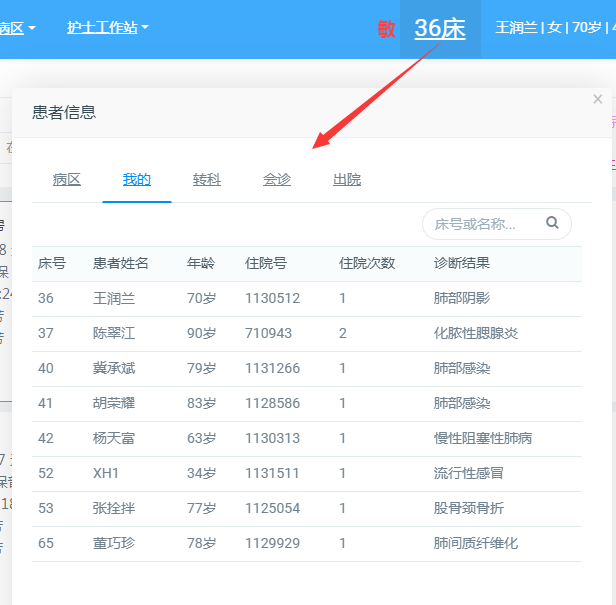 病区 护士工作站 敏 36床 王润兰 | 女 | 70岁 |
患者信息 ×
病区 我的 转科 会诊 出院
床号或名称...
床号 患者姓名 年龄 住院号 住院次数 诊断结果
36 王润兰 70岁 1130512 1 肺部阴影
37 陈翠江 90岁 710943 2 化脓性腮腺炎
40 冀承斌 79岁 1131266 1 肺部感染
41 胡荣耀 83岁 1128586 1 肺部感染
42 杨天富 63岁 1130313 1 慢性阻塞性肺病
52 XH1 34岁 1131511 1 流行性感冒
53 张拴拌 77岁 1125054 1 股骨颈骨折
65 董巧珍 78岁 1129929 1 肺间质纤维化